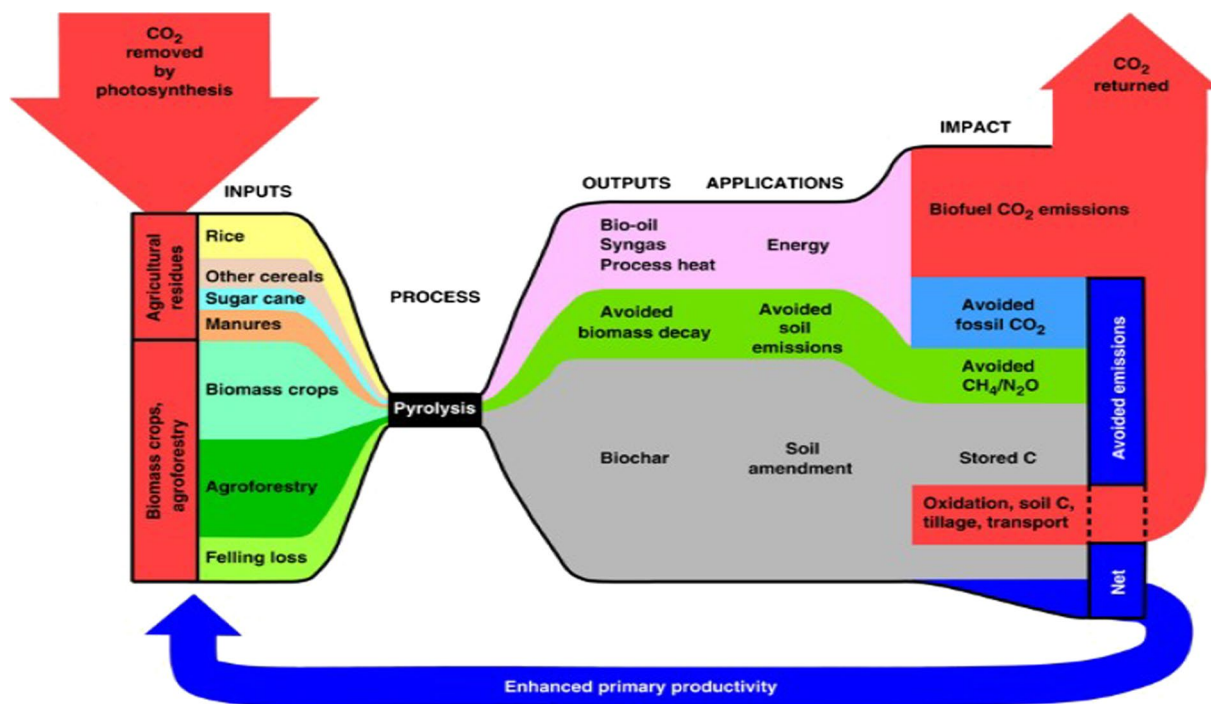 CO2
removed
by
photosynthesis
CO2
returned
IMPACT
INPUTS
OUTPUTS
APPLICATIONS
PROCESS
Agricultural
residues
Rice
Other cereals
Sugar cane
Manures
Biomass crops,
agroforestry
Biomass crops
Agroforestry
Felling loss
Pyrolysis
Bio-oil
Syngas
Process heat
Energy
Biofuel CO2 emissions
Avoided
biomass decay
Avoided
soil
emissions
Avoided
fossil CO2
Avoided
CH4/N2O
Avoided emissions
Biochar
Soil
amendment
Stored C
Oxidation, soil C,
tillage, transport
Net
Enhanced primary productivity